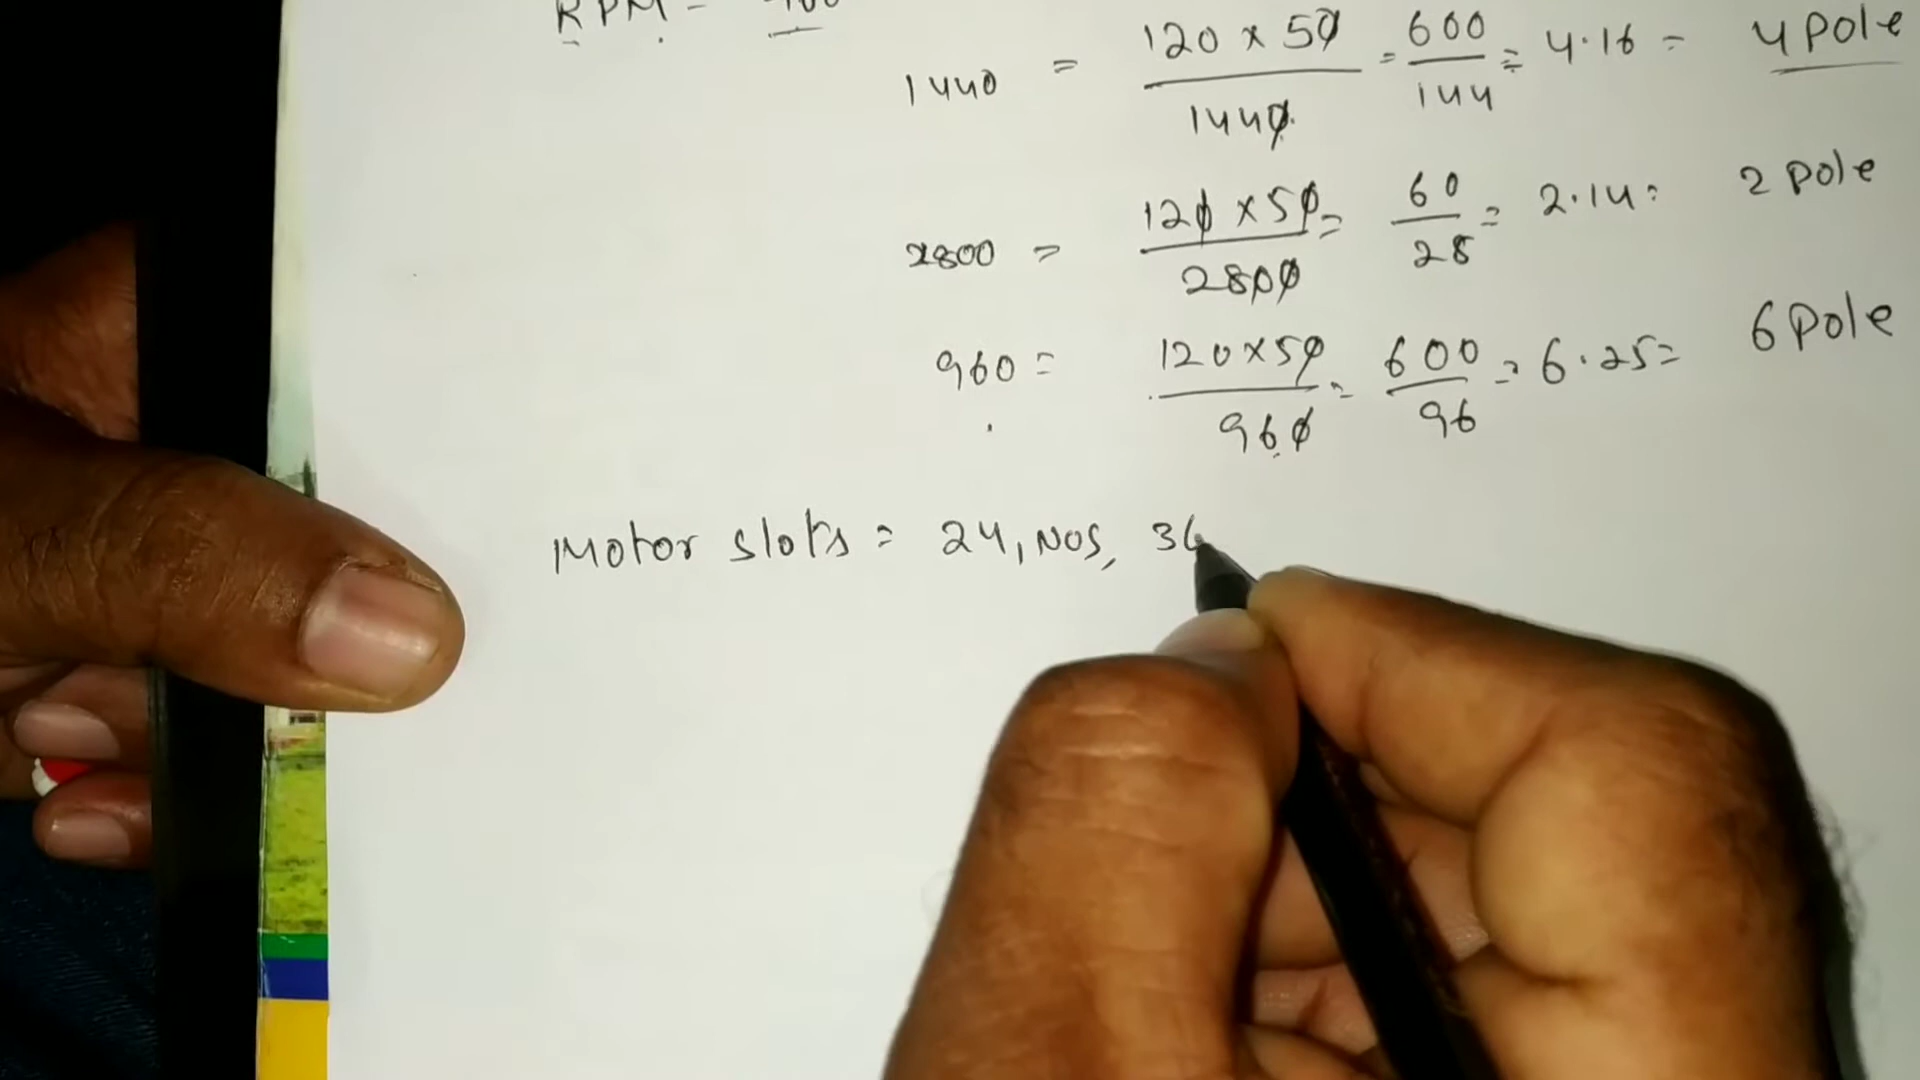 RPM =
1440 = 120 x 50 / 1440 = 600 / 144 = 4.16 = 4 Pole
2800 = 120 x 50 / 2800 = 60 / 28 = 2.14 = 2 Pole
960 = 120 x 50 / 960 = 600 / 96 = 6.25 = 6 Pole
Motor slots = 24, NOS, 36